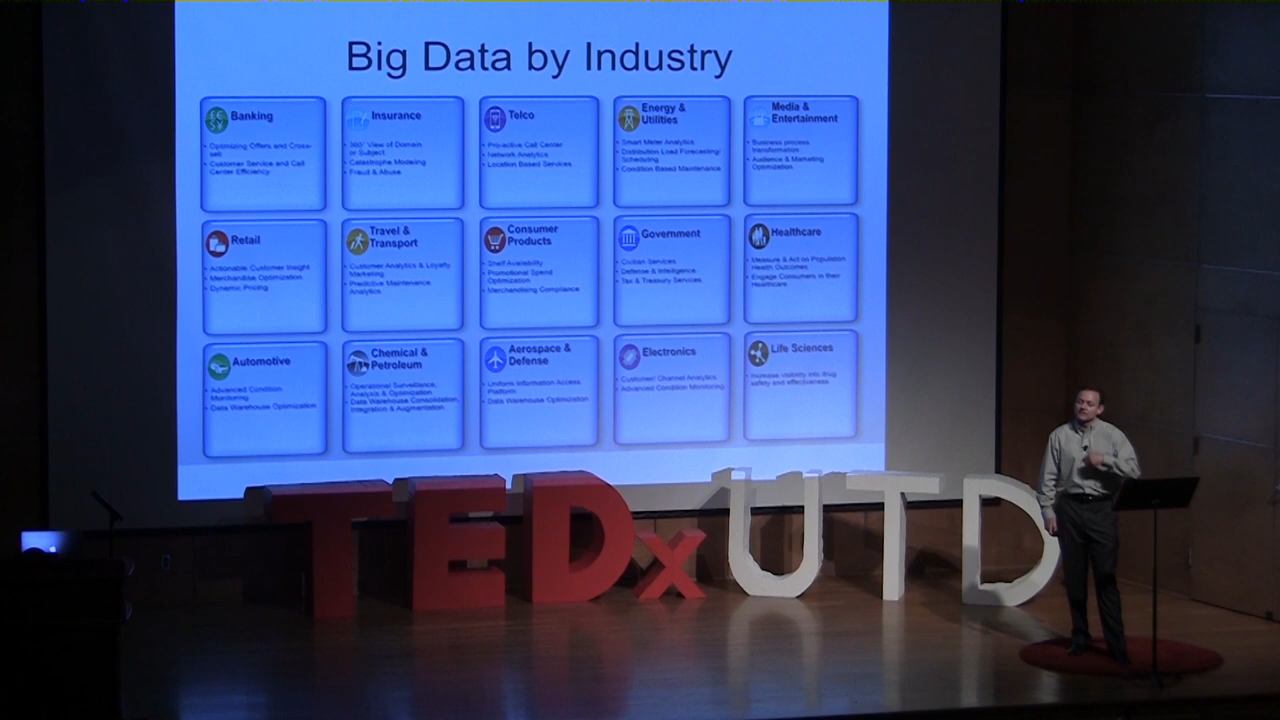 Big Data by Industry
Banking
• Optimizing Offers and Cross-
sell
• Customer Service and Call
Center Efficiency
Insurance
• 360° View of Domain
or Subject
• Catastrophe Modeling
• Fraud & Abuse
Telco
• Pro-active Call Center
• Network Analytics
• Location Based Services
Energy &
Utilities
• Smart Meter Analytics
• Distribution Load Forecasting/
Scheduling
• Condition Based Maintenance
Media &
Entertainment
• Business process
transformation
• Audience & Marketing
Optimization
Retail
• Actionable Customer Insight
• Merchandise Optimization
• Dynamic Pricing
Travel &
Transport
• Customer Analytics & Loyalty
Marketing
• Predictive Maintenance
Analytics
Consumer
Products
• Shelf Availability
• Promotional Spend
Optimization
• Merchandising Compliance
Government
• Civilian Services
• Defense & Intelligence
• Tax & Treasury Services
Healthcare
• Measure & Act on Population
Health Outcomes
• Engage Consumers in their
Healthcare
Automotive
• Advanced Condition
Monitoring
• Data Warehouse Optimization
Chemical &
Petroleum
• Operational Surveillance,
Analysis & Optimization
• Data Warehouse Consolidation,
Integration & Augmentation
Aerospace &
Defense
• Uniform Information Access
Platform
• Data Warehouse Optimization
Electronics
• Customer/ Channel Analytics
• Advanced Condition Monitoring
Life Sciences
• Increase visibility into drug
safety and effectiveness
TEDxUTD